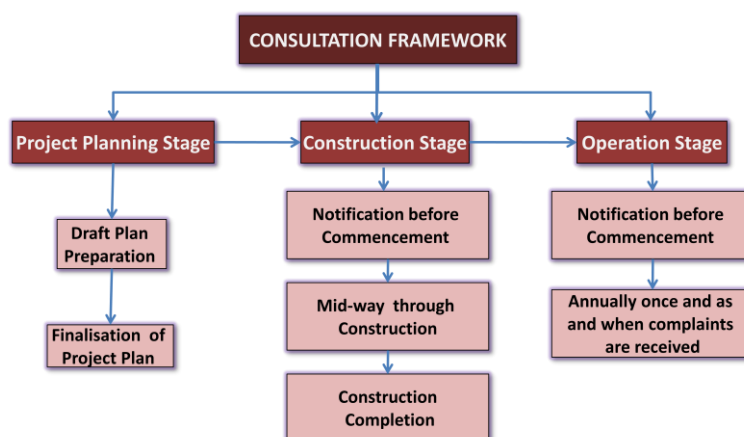 CONSULTATION FRAMEWORK
Project Planning Stage
Construction Stage
Operation Stage
Draft Plan
Preparation
Finalisation of
Project Plan
Notification before
Commencement
Mid-way through
Construction
Construction
Completion
Notification before
Commencement
Annually once and as
and when complaints
are received